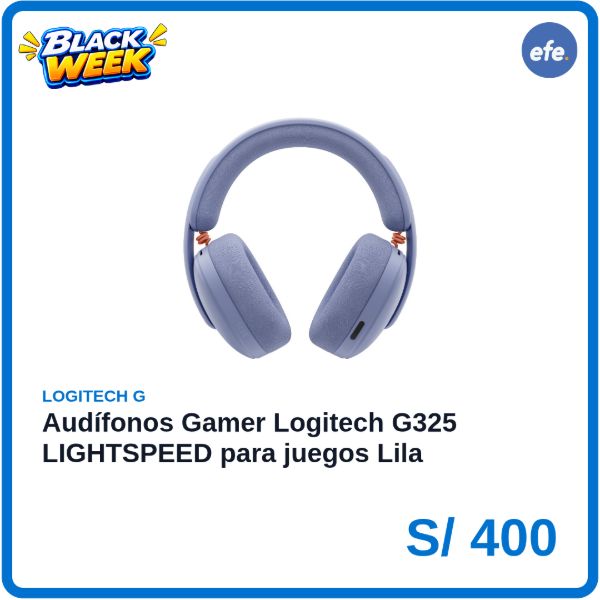 BLACK
WEEK
efe.
LOGITECH G
Audífonos Gamer Logitech G325
LIGHTSPEED para juegos Lila
S/ 400